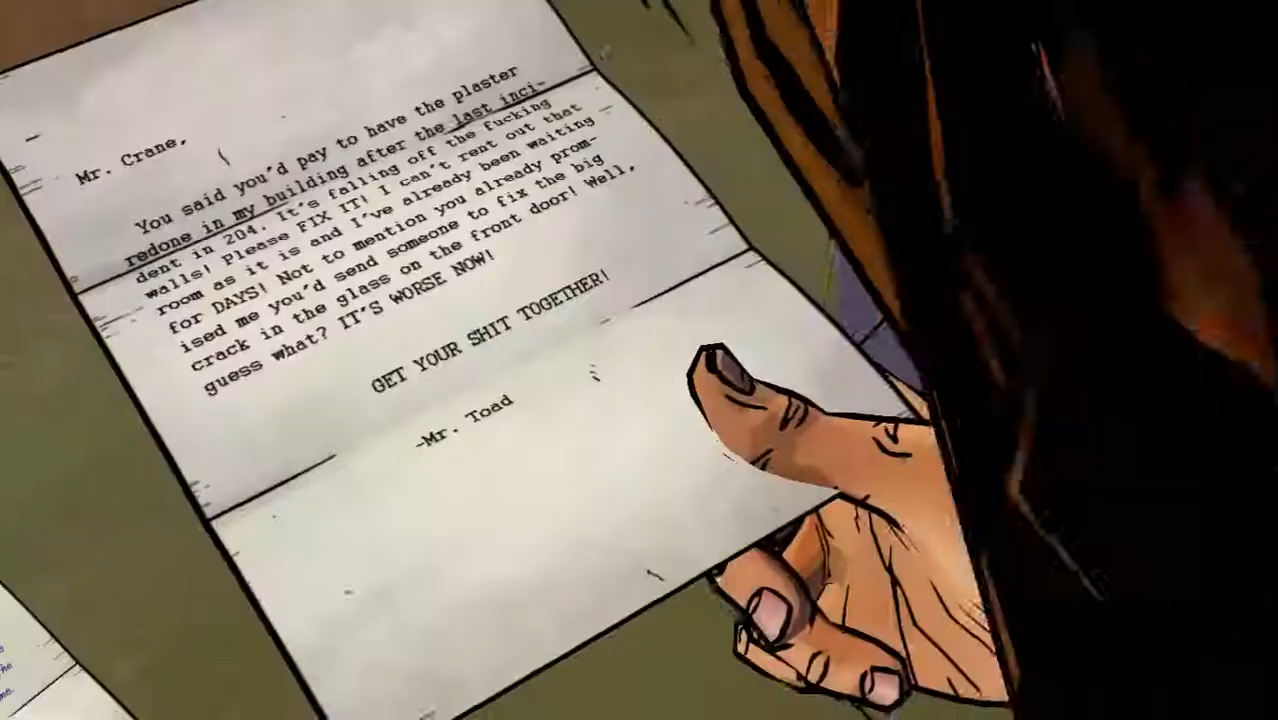 Mr. Crane,
You said you'd pay to have the plaster
redone in my building after the last inci-
dent in 204. It's falling off the fucking
walls! Please FIX IT! I can't rent out that
room as it is and I've already been waiting
for DAYS! Not to mention you already prom-
ised me you'd send someone to fix the big
crack in the glass on the front door! Well,
guess what? IT'S WORSE NOW!
GET YOUR SHIT TOGETHER!
-Mr. Toad